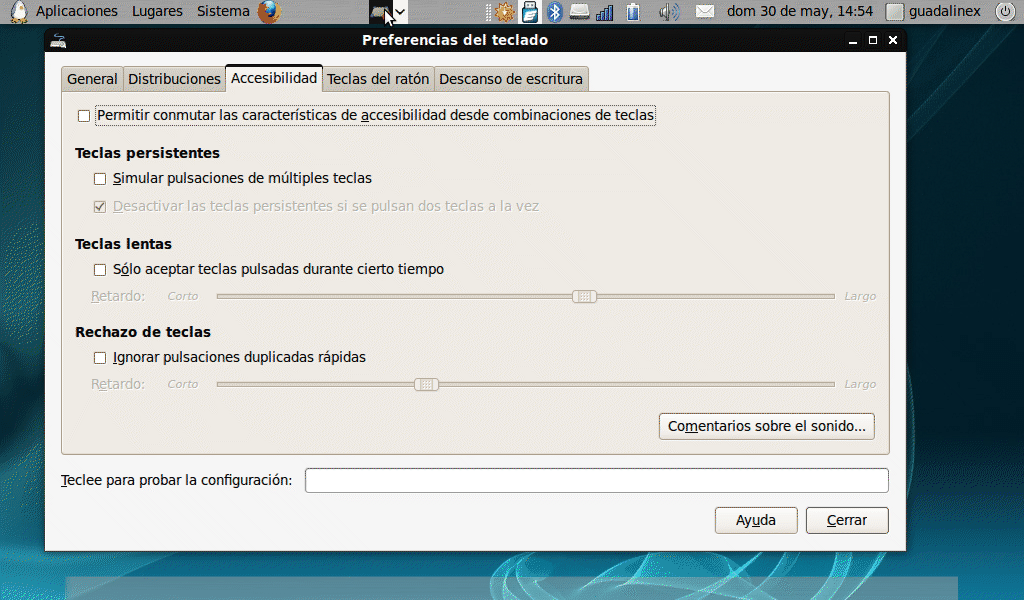 Aplicaciones Lugares Sistema dom 30 de may, 14:54 guadalinex
Preferencias del teclado
General Distribuciones Accesibilidad Teclas del ratón Descanso de escritura
Permitir conmutar las características de accesibilidad desde combinaciones de teclas
Teclas persistentes
Simular pulsaciones de múltiples teclas
Desactivar las teclas persistentes si se pulsan dos teclas a la vez
Teclas lentas
Sólo aceptar teclas pulsadas durante cierto tiempo
Retardo: Corto Largo
Rechazo de teclas
Ignorar pulsaciones duplicadas rápidas
Retardo: Corto Largo
Comentarios sobre el sonido...
Teclee para probar la configuración:
Ayuda Cerrar